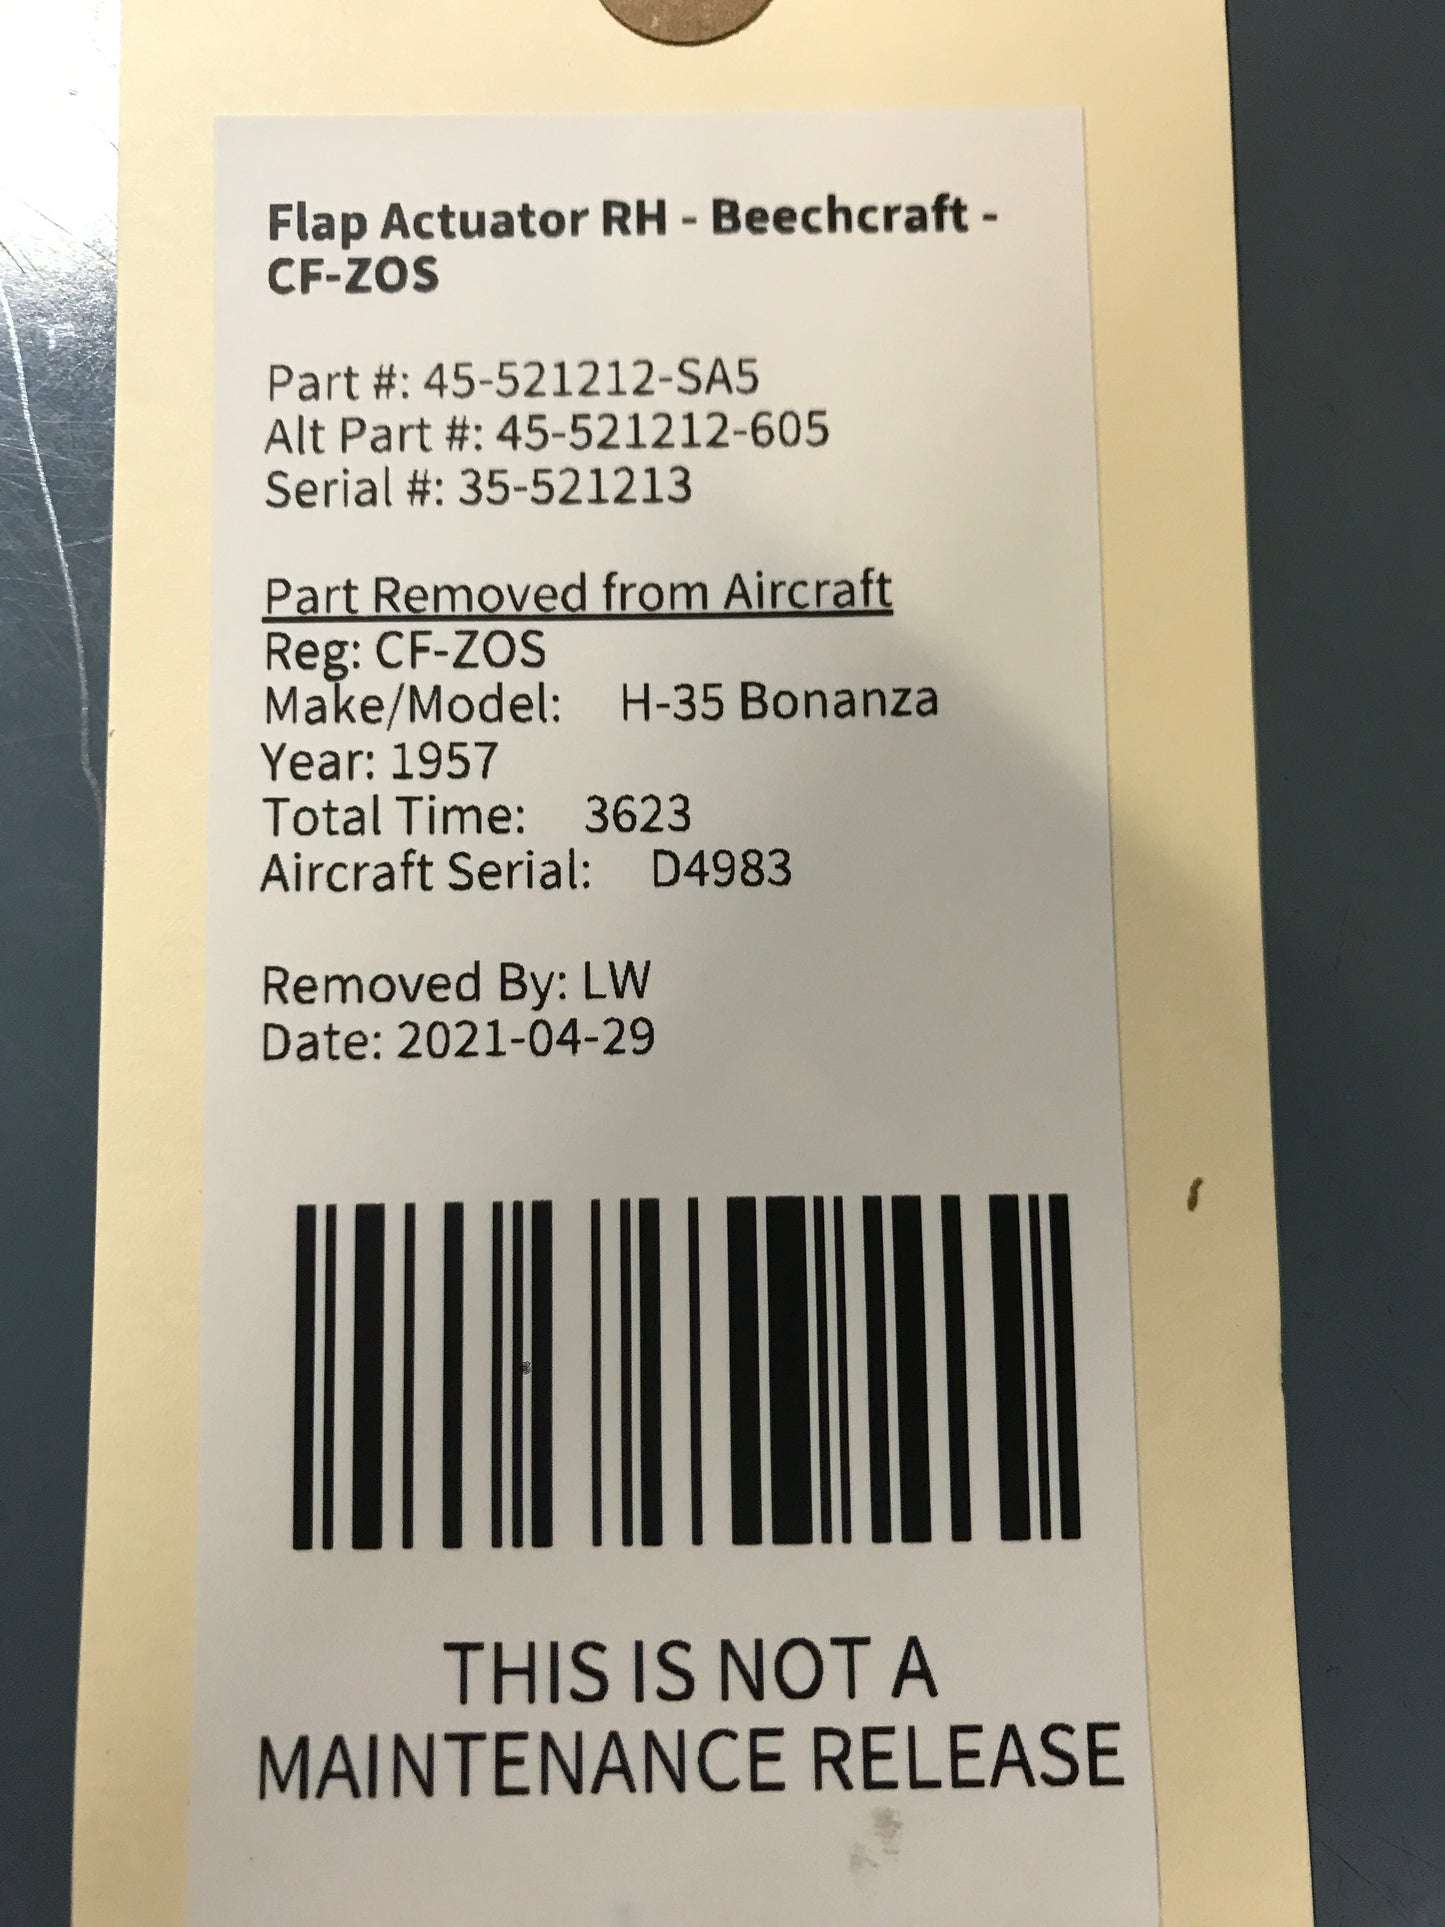 Flap Actuator RH - Beechcraft -
CF-ZOS
Part #: 45-521212-SA5
Alt Part #: 45-521212-605
Serial #: 35-521213
Part Removed from Aircraft
Reg: CF-ZOS
Make/Model: H-35 Bonanza
Year: 1957
Total Time: 3623
Aircraft Serial: D4983
Removed By: LW
Date: 2021-04-29
THIS IS NOT A
MAINTENANCE RELEASE